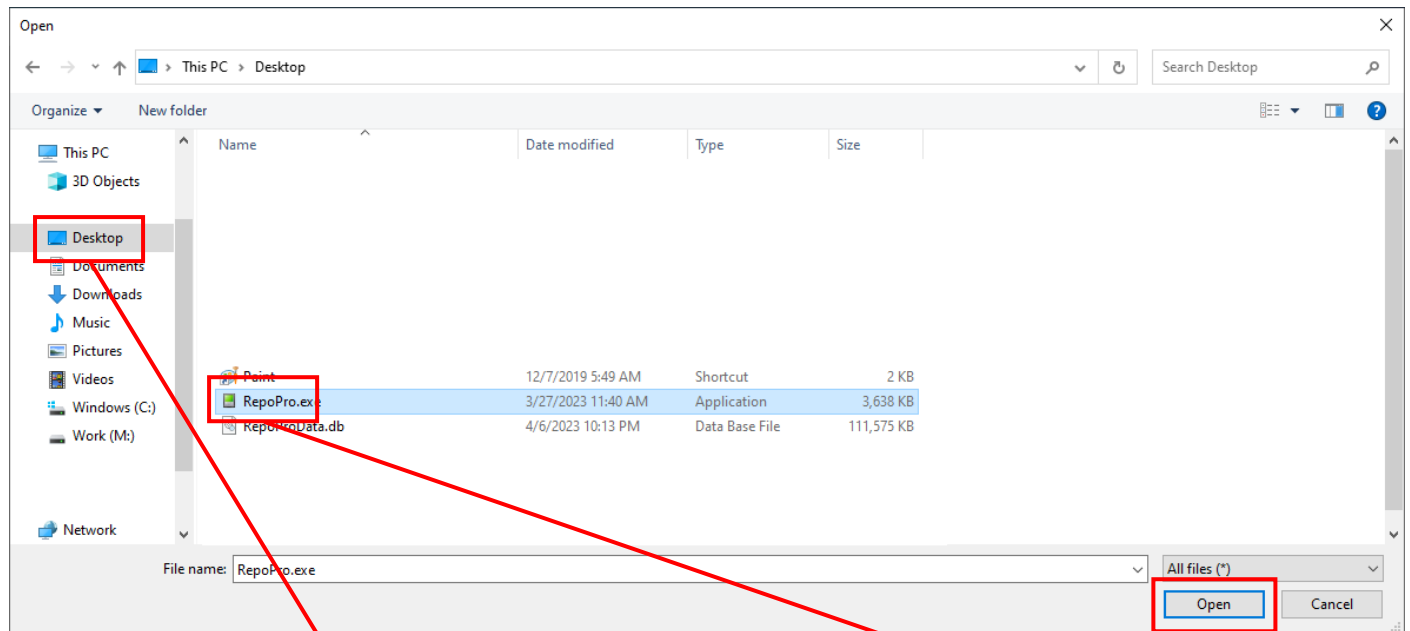 Open
This PC > Desktop
Search Desktop
Organize
New folder
Name
Date modified
Type
Size
This PC
3D Objects
Desktop
Documents
Downloads
Music
Pictures
Videos
Windows (C:)
Work (M:)
Network
Paint 12/7/2019 5:49 AM Shortcut 2 KB
RepoPro.exe 3/27/2023 11:40 AM Application 3,638 KB
RepoProData.db 4/6/2023 10:13 PM Data Base File 111,575 KB
File name: RepoPro.exe
All files (*)
Open
Cancel